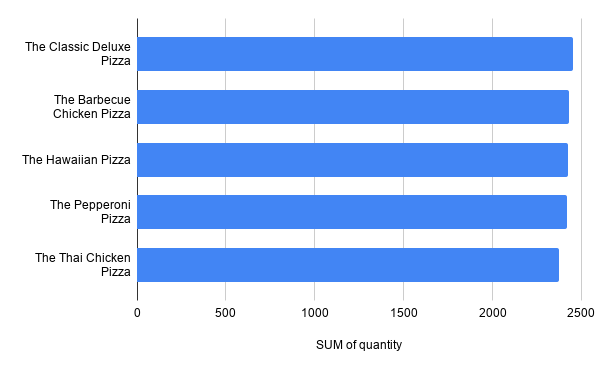 The Classic Deluxe
Pizza
The Barbecue
Chicken Pizza
The Hawaiian Pizza
The Pepperoni
Pizza
The Thai Chicken
Pizza
0 500 1000 1500 2000 2500
SUM of quantity